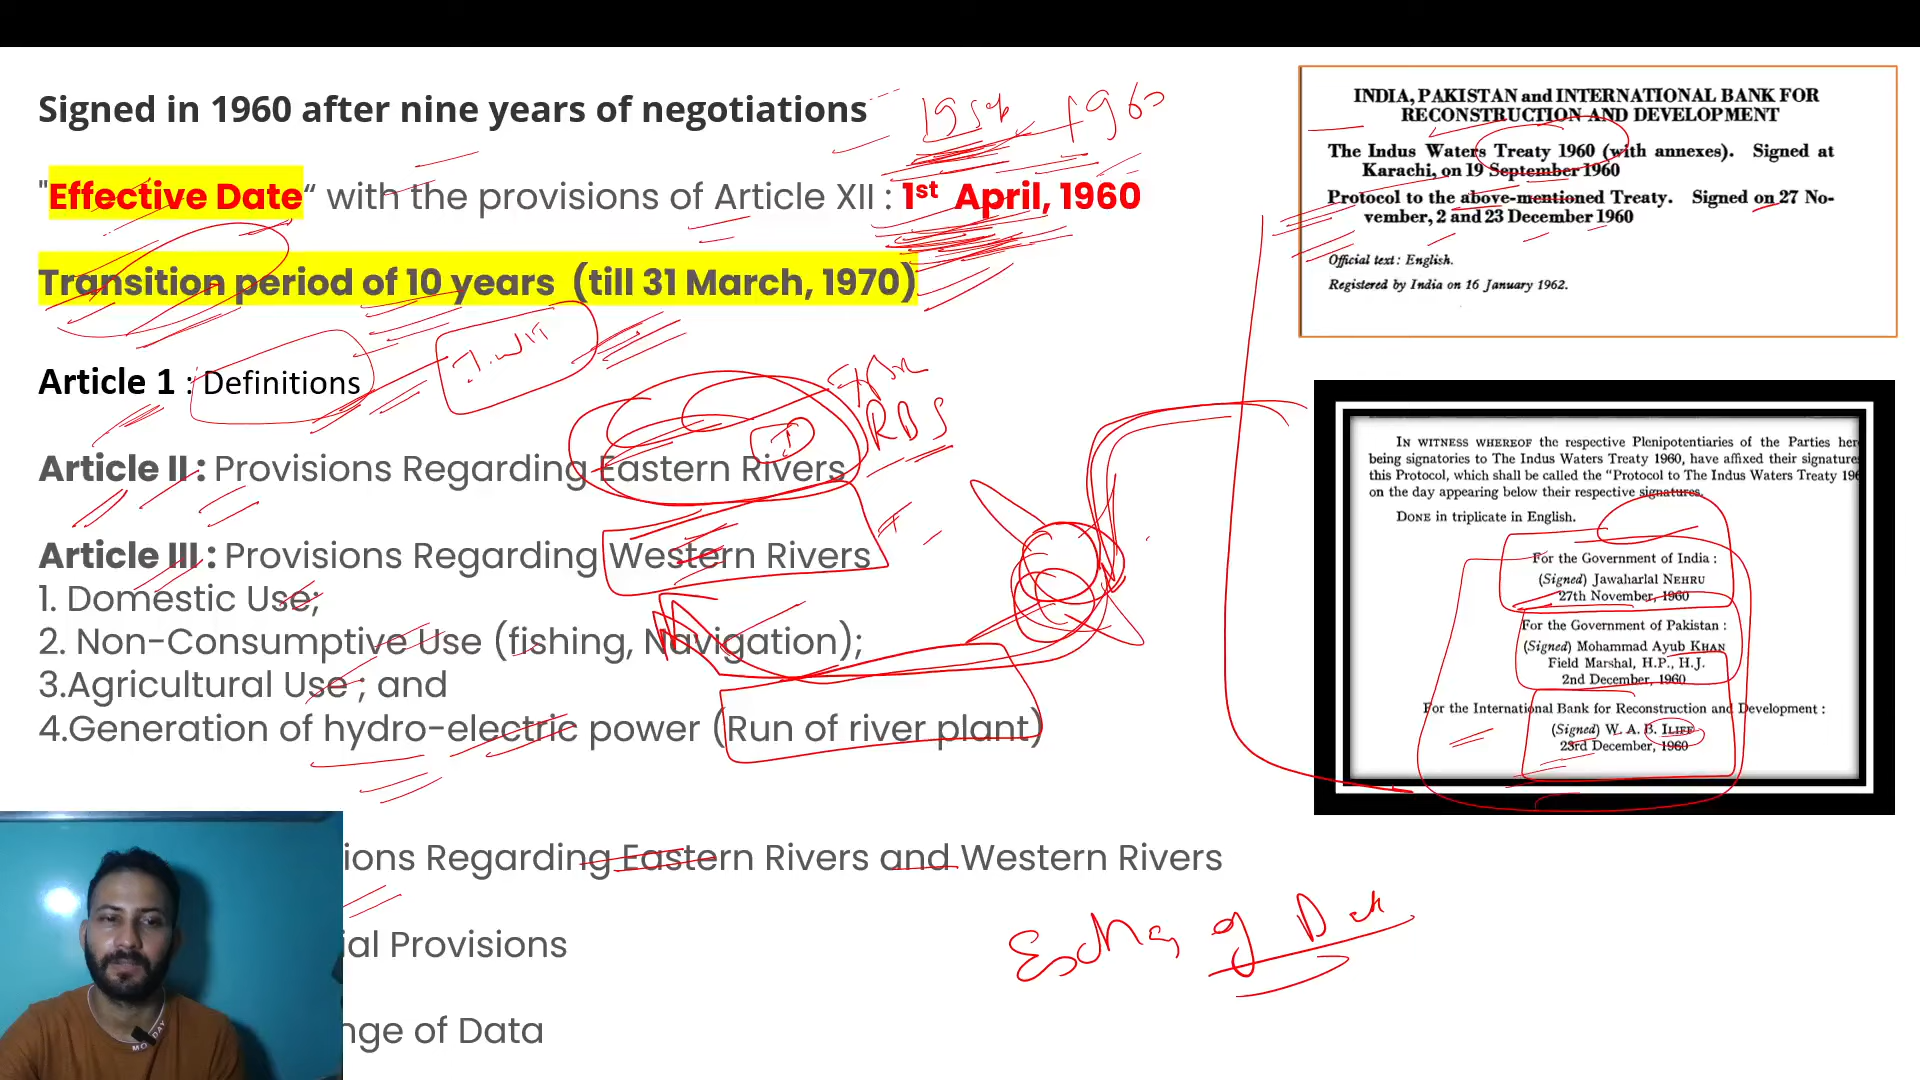 Signed in 1960 after nine years of negotiations
1960
"Effective Date“ with the provisions of Article XII : 1st April, 1960
Transition period of 10 years (till 31 March, 1970)
Article 1 : Definitions
RBS
Article II : Provisions Regarding Eastern Rivers
I
Article III : Provisions Regarding Western Rivers
1. Domestic Use;
2. Non-Consumptive Use (fishing, Navigation);
3.Agricultural Use ; and
4.Generation of hydro-electric power (Run of river plant)
ions Regarding Eastern Rivers and Western Rivers
ial Provisions
nge of Data
INDIA, PAKISTAN and INTERNATIONAL BANK FOR
RECONSTRUCTION AND DEVELOPMENT
The Indus Waters Treaty 1960 (with annexes). Signed at
Karachi, on 19 September 1960
Protocol to the above-mentioned Treaty. Signed on 27 No-
vember, 2 and 23 December 1960
Official text: English.
Registered by India on 16 January 1962.
IN WITNESS WHEREOF the respective Plenipotentiaries of the Parties her
being signatories to The Indus Waters Treaty 1960, have affixed their signature
this Protocol, which shall be called the “Protocol to The Indus Waters Treaty 19
on the day appearing below their respective signatures.
DONE in triplicate in English.
For the Government of India :
(Signed) Jawaharlal NEHRU
27th November, 1960
For the Government of Pakistan :
(Signed) Mohammad Ayub KHAN
Field Marshal, H.P., H.J.
2nd December, 1960
For the International Bank for Reconstruction and Development :
(Signed) W. A. B. ILIFF
23rd December, 1960